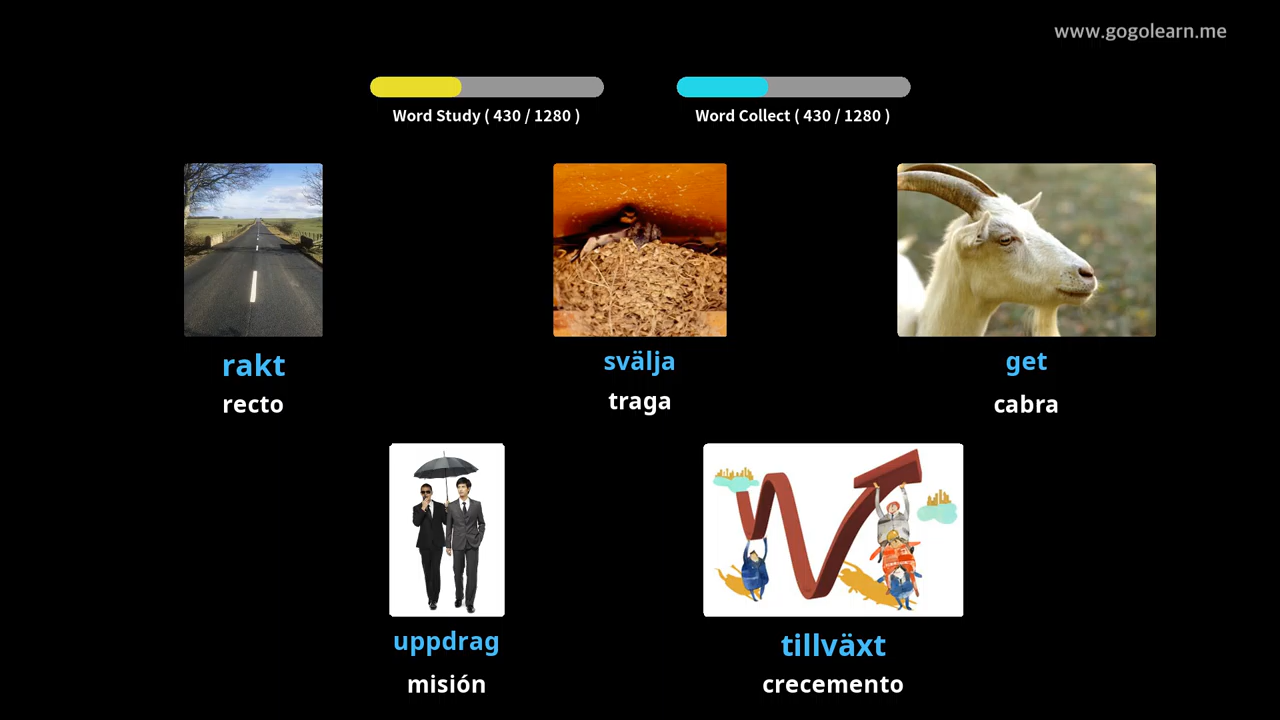 www.gogolearn.me
Word Study ( 430 / 1280 )
Word Collect ( 430 / 1280 )
rakt
recto
svälja
traga
get
cabra
uppdrag
misión
tillväxt
crecemento